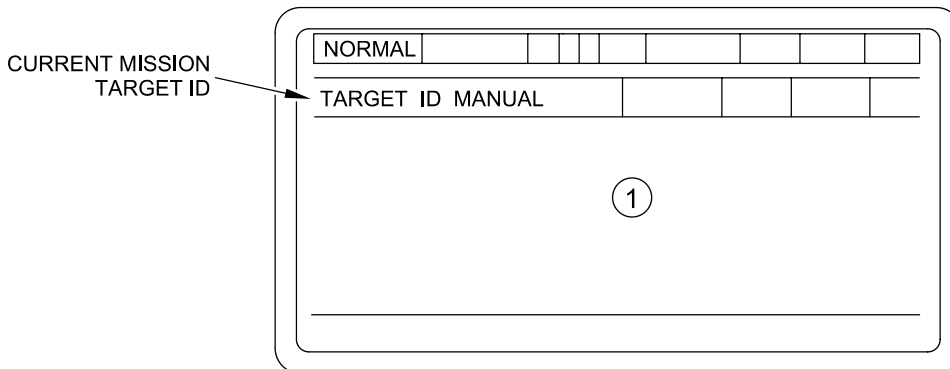 CURRENT MISSION
TARGET ID
NORMAL
TARGET ID MANUAL
1